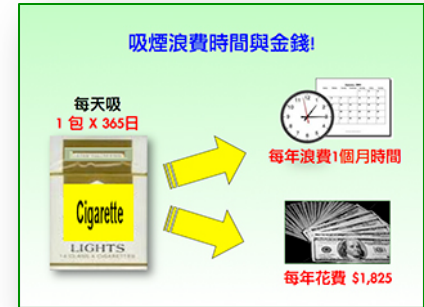 吸煙浪費時間與金錢!
每天吸
1 包 X 365日
Cigarette
LIGHTS
每年浪費1個月時間
每年花費 $1,825